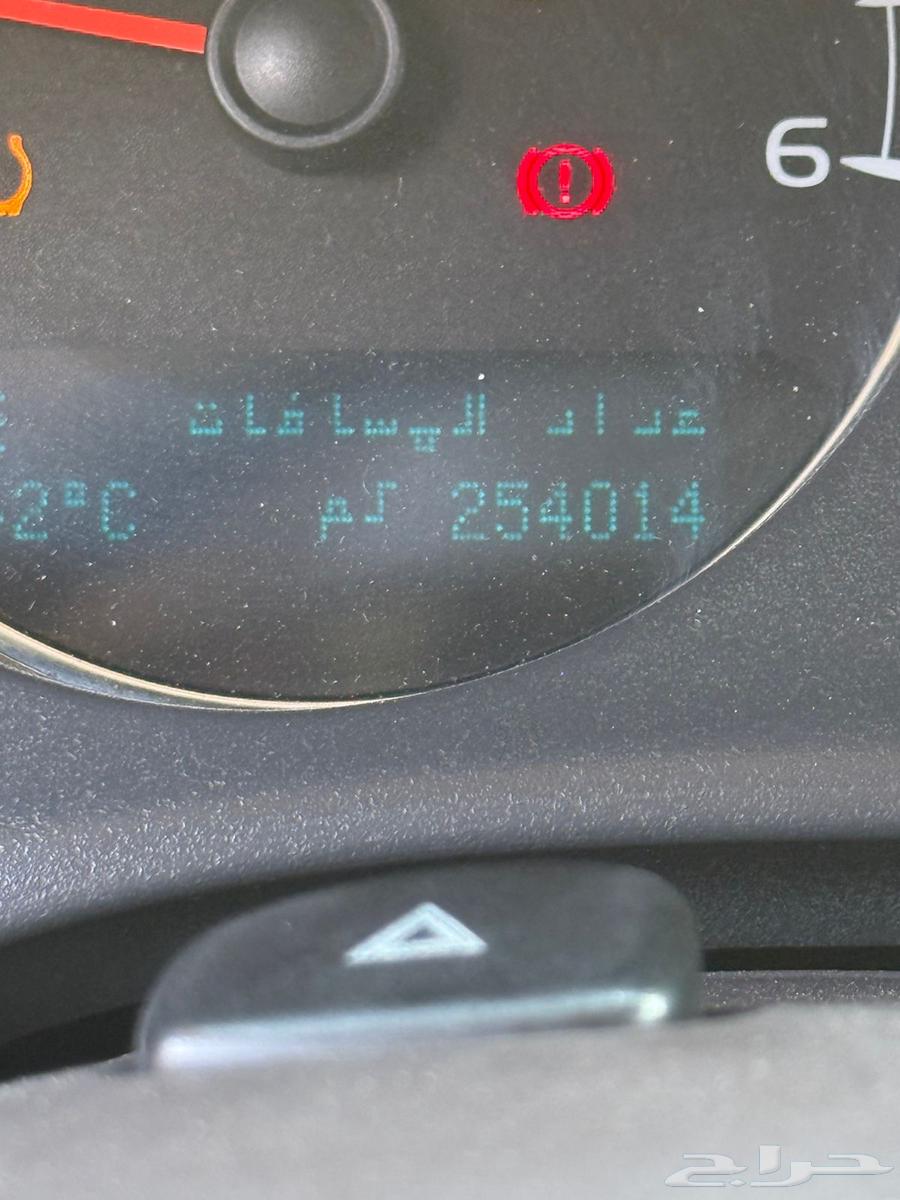 6
عداد المسافات
254014 كم
2°C
حراج